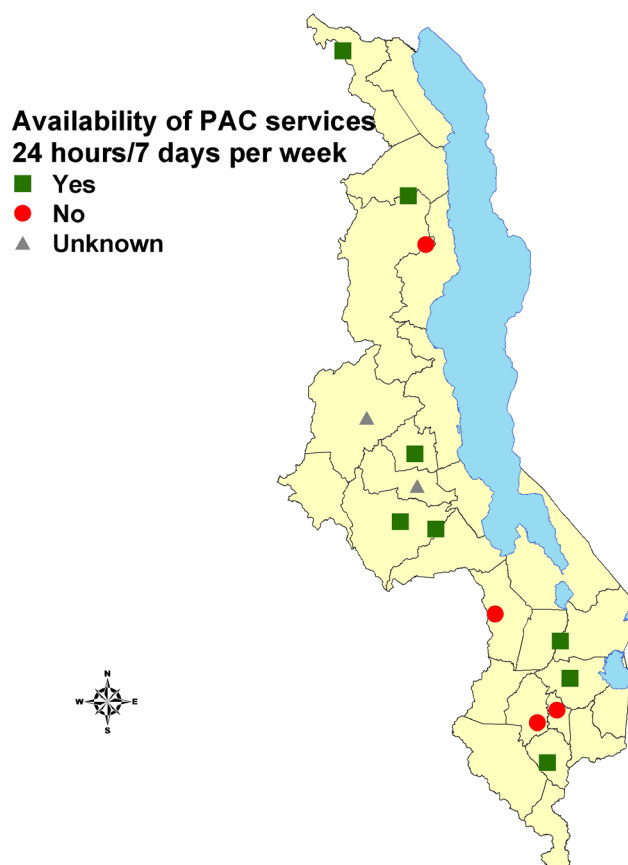 Availability of PAC services
24 hours/7 days per week
Yes
No
Unknown
N
W E
S